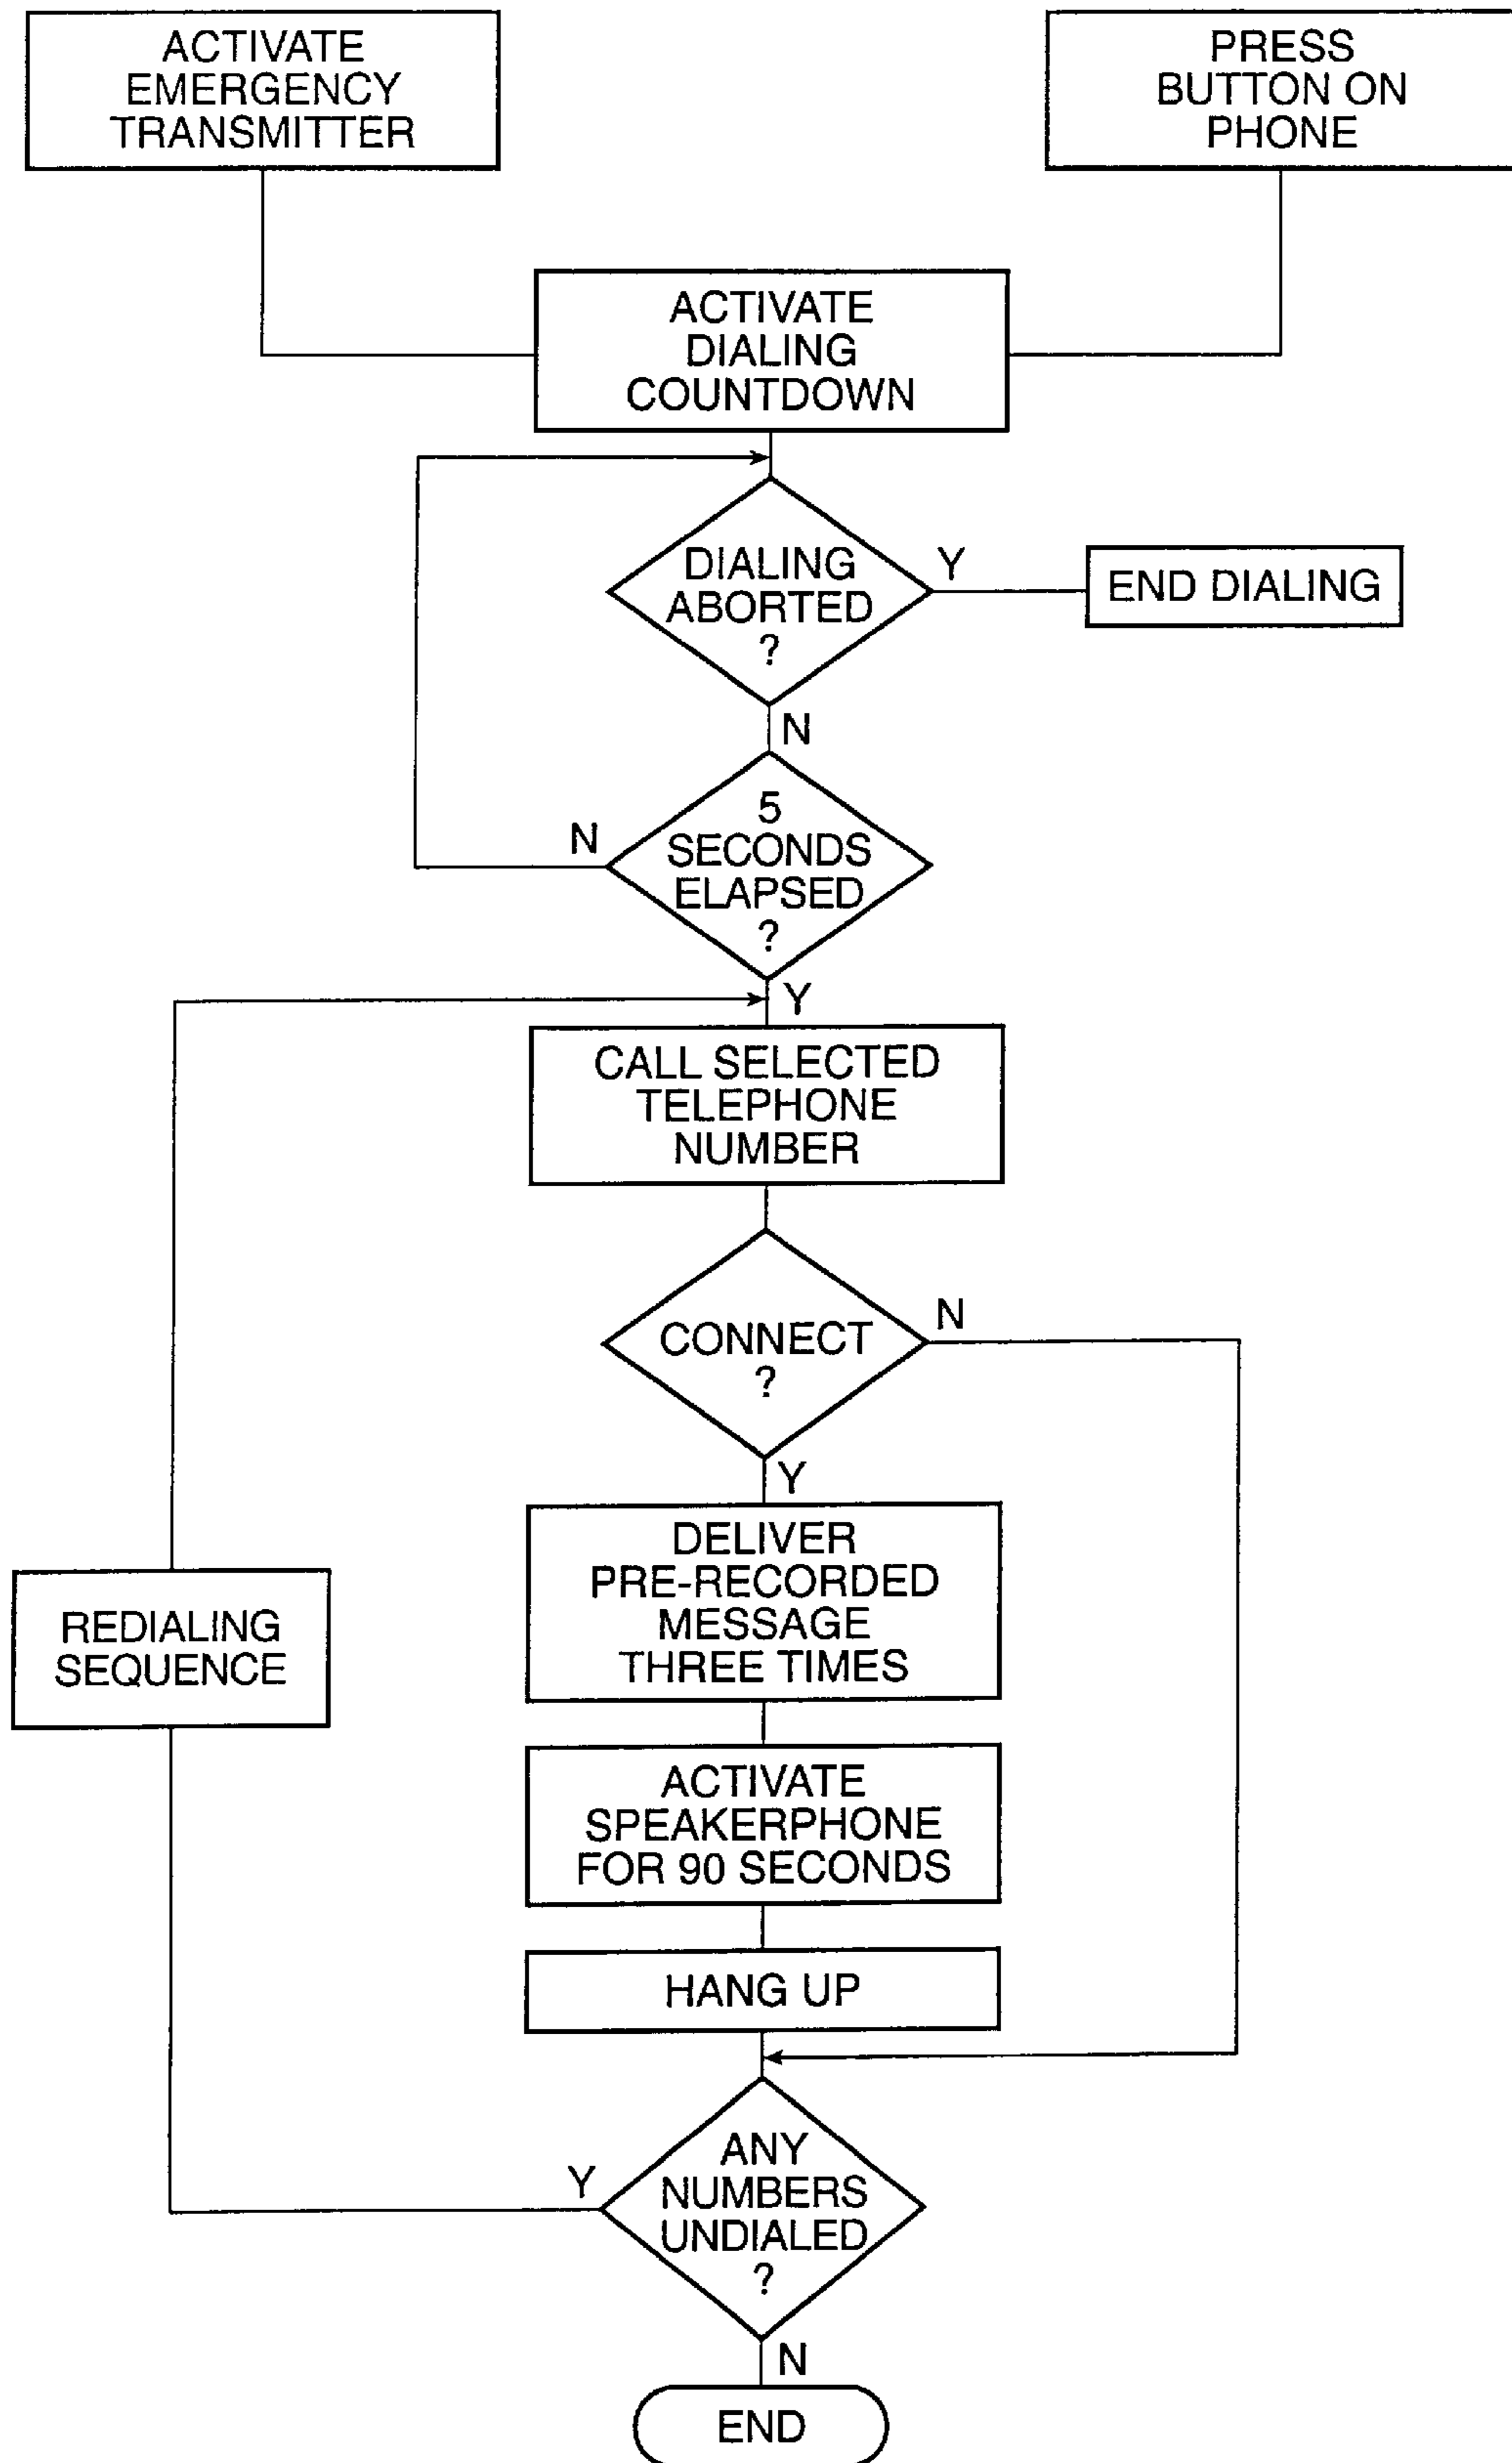 ACTIVATE
EMERGENCY
TRANSMITTER
PRESS
BUTTON ON
PHONE
ACTIVATE
DIALING
COUNTDOWN
DIALING
ABORTED
?
Y
END DIALING
N
5
SECONDS
ELAPSED
?
N
Y
CALL SELECTED
TELEPHONE
NUMBER
CONNECT
?
N
Y
DELIVER
PRE-RECORDED
MESSAGE
THREE TIMES
REDIALING
SEQUENCE
ACTIVATE
SPEAKERPHONE
FOR 90 SECONDS
HANG UP
ANY
NUMBERS
UNDIALED
?
Y
N
END